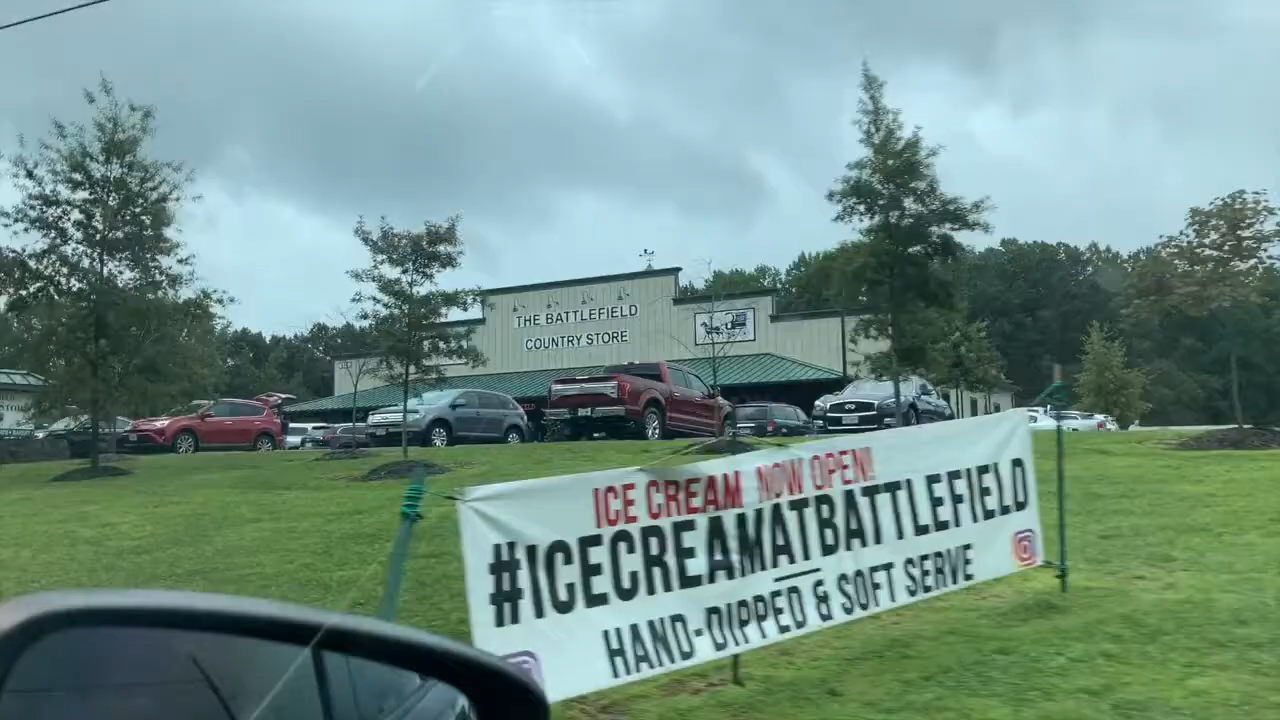 THE BATTLEFIELD
COUNTRY STORE
ICE CREAM NOW OPEN!
#ICECREAMATBATTLEFIELD
HAND-DIPPED & SOFT SERVE